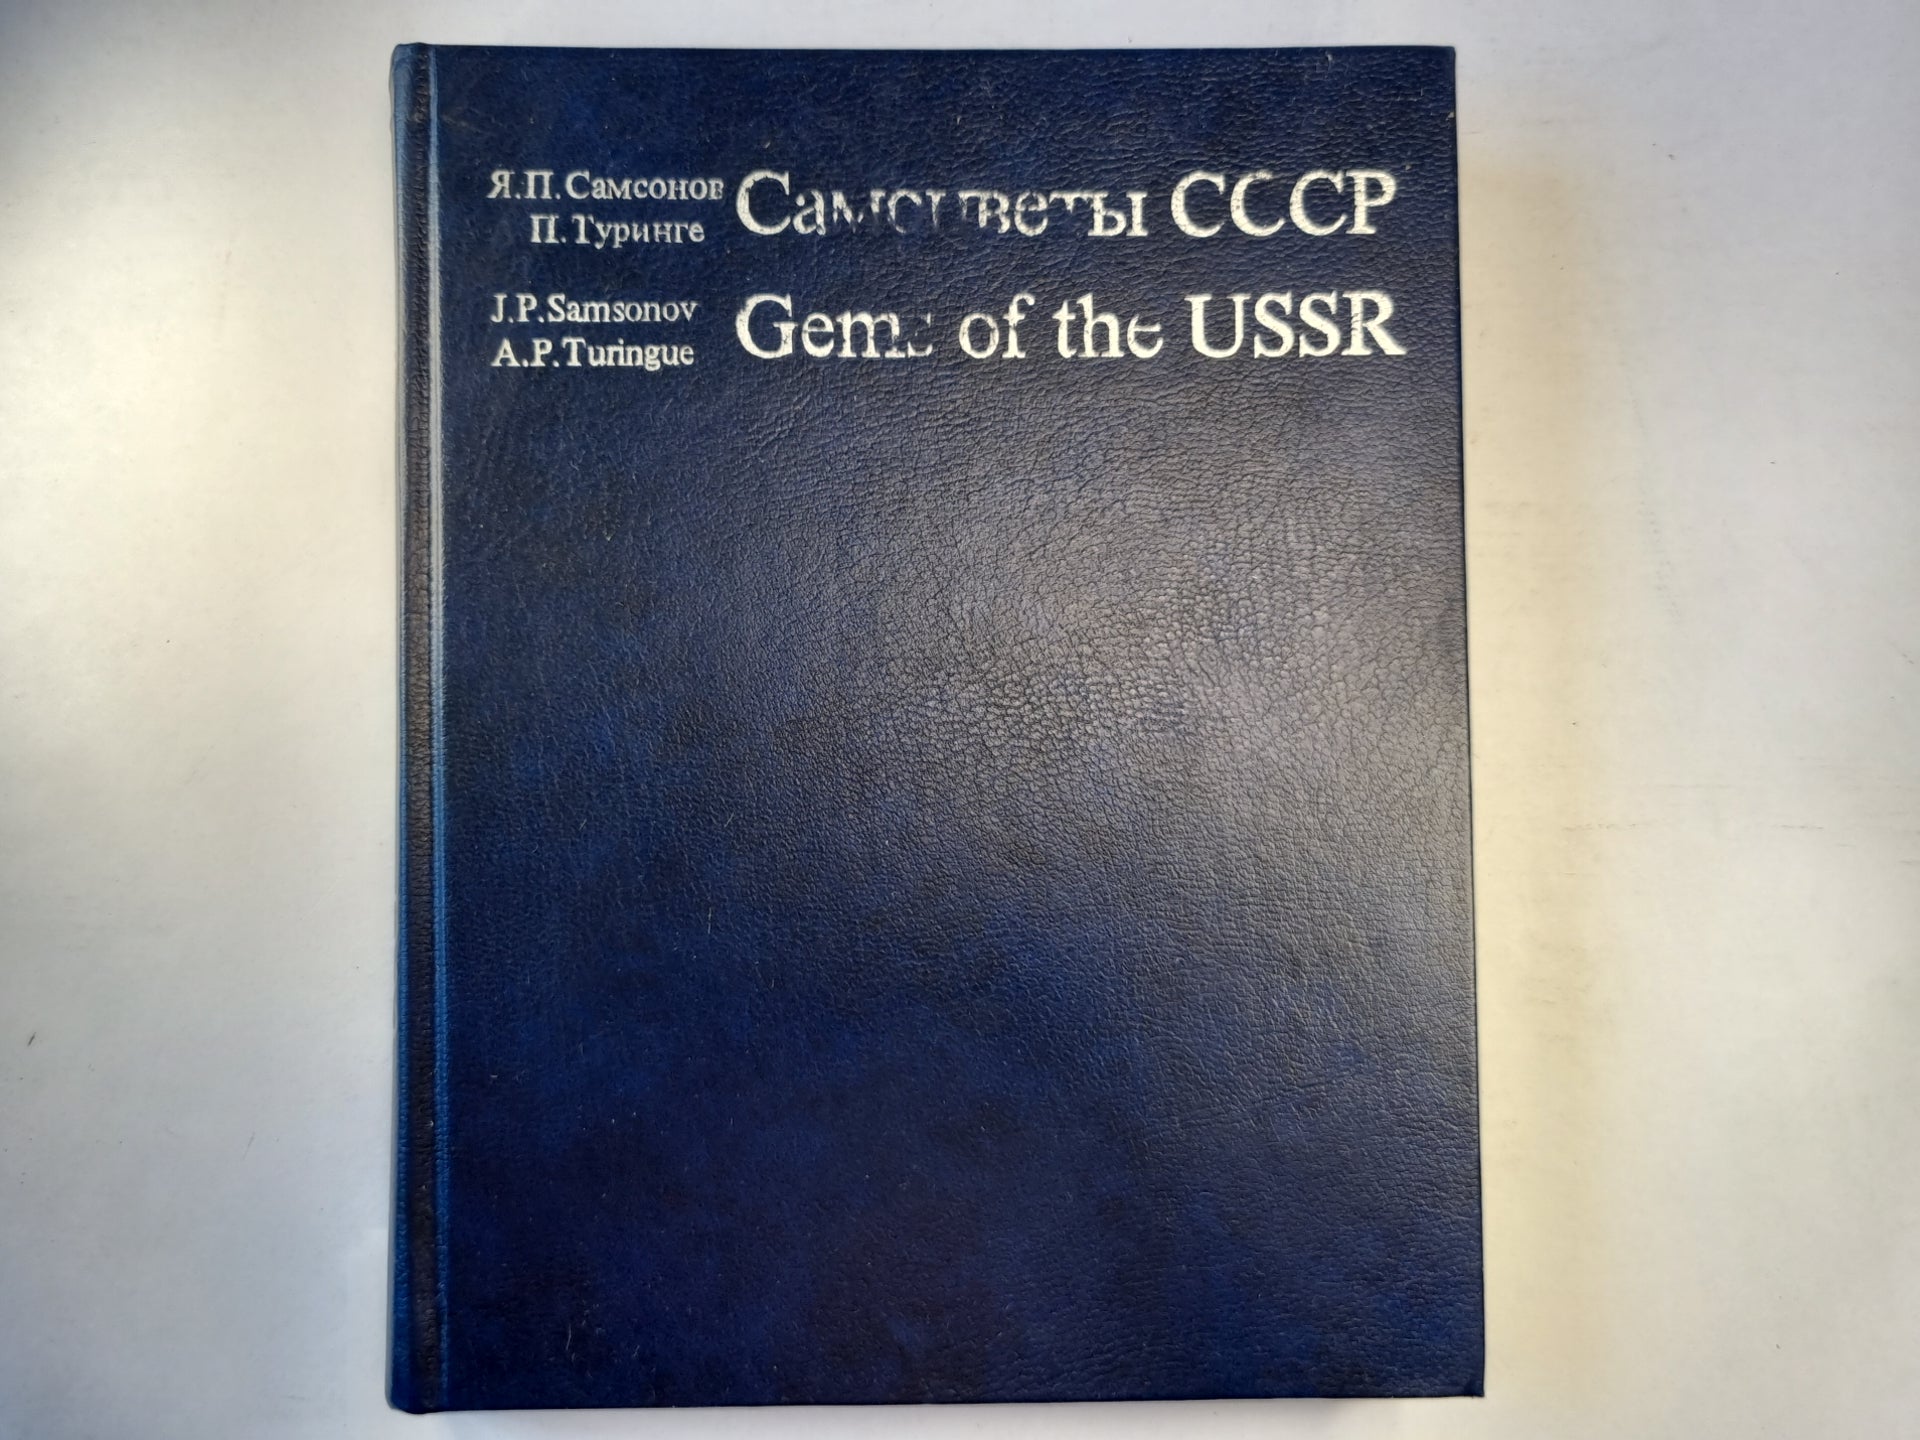 Я.П.Самсонов
П.Туринге
Самоцветы СССР
J.P.Samsonov
A.P.Turingue
Gems of the USSR